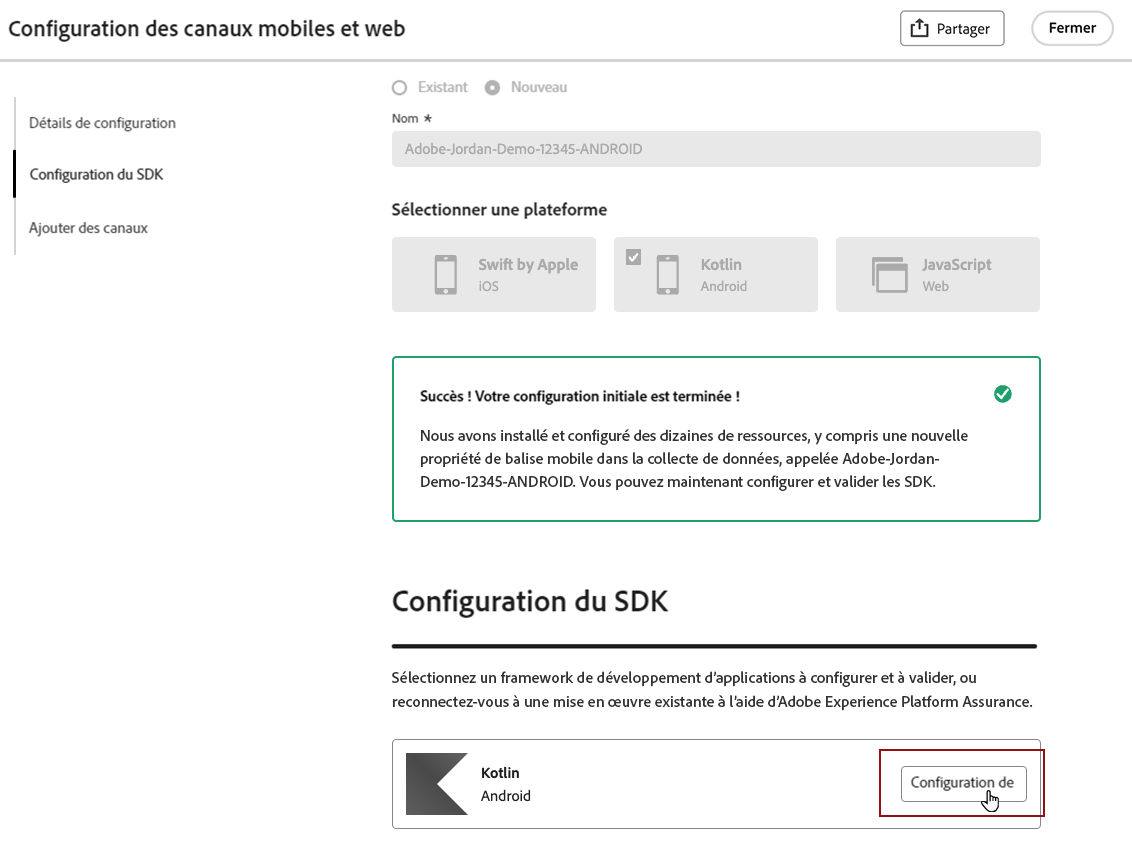 Configuration des canaux mobiles et web
Partager
Fermer
Détails de configuration
Configuration du SDK
Ajouter des canaux
Existant
Nouveau
Nom *
Adobe-Jordan-Demo-12345-ANDROID
Sélectionner une plateforme
Swift by Apple
iOS
Kotlin
Android
JavaScript
Web
Succès ! Votre configuration initiale est terminée !
Nous avons installé et configuré des dizaines de ressources, y compris une nouvelle
propriété de balise mobile dans la collecte de données, appelée Adobe-Jordan-
Demo-12345-ANDROID. Vous pouvez maintenant configurer et valider les SDK.
Configuration du SDK
Sélectionnez un framework de développement d’applications à configurer et à valider, ou
reconnectez-vous à une mise en œuvre existante à l’aide d’Adobe Experience Platform Assurance.
Kotlin
Android
Configuration de